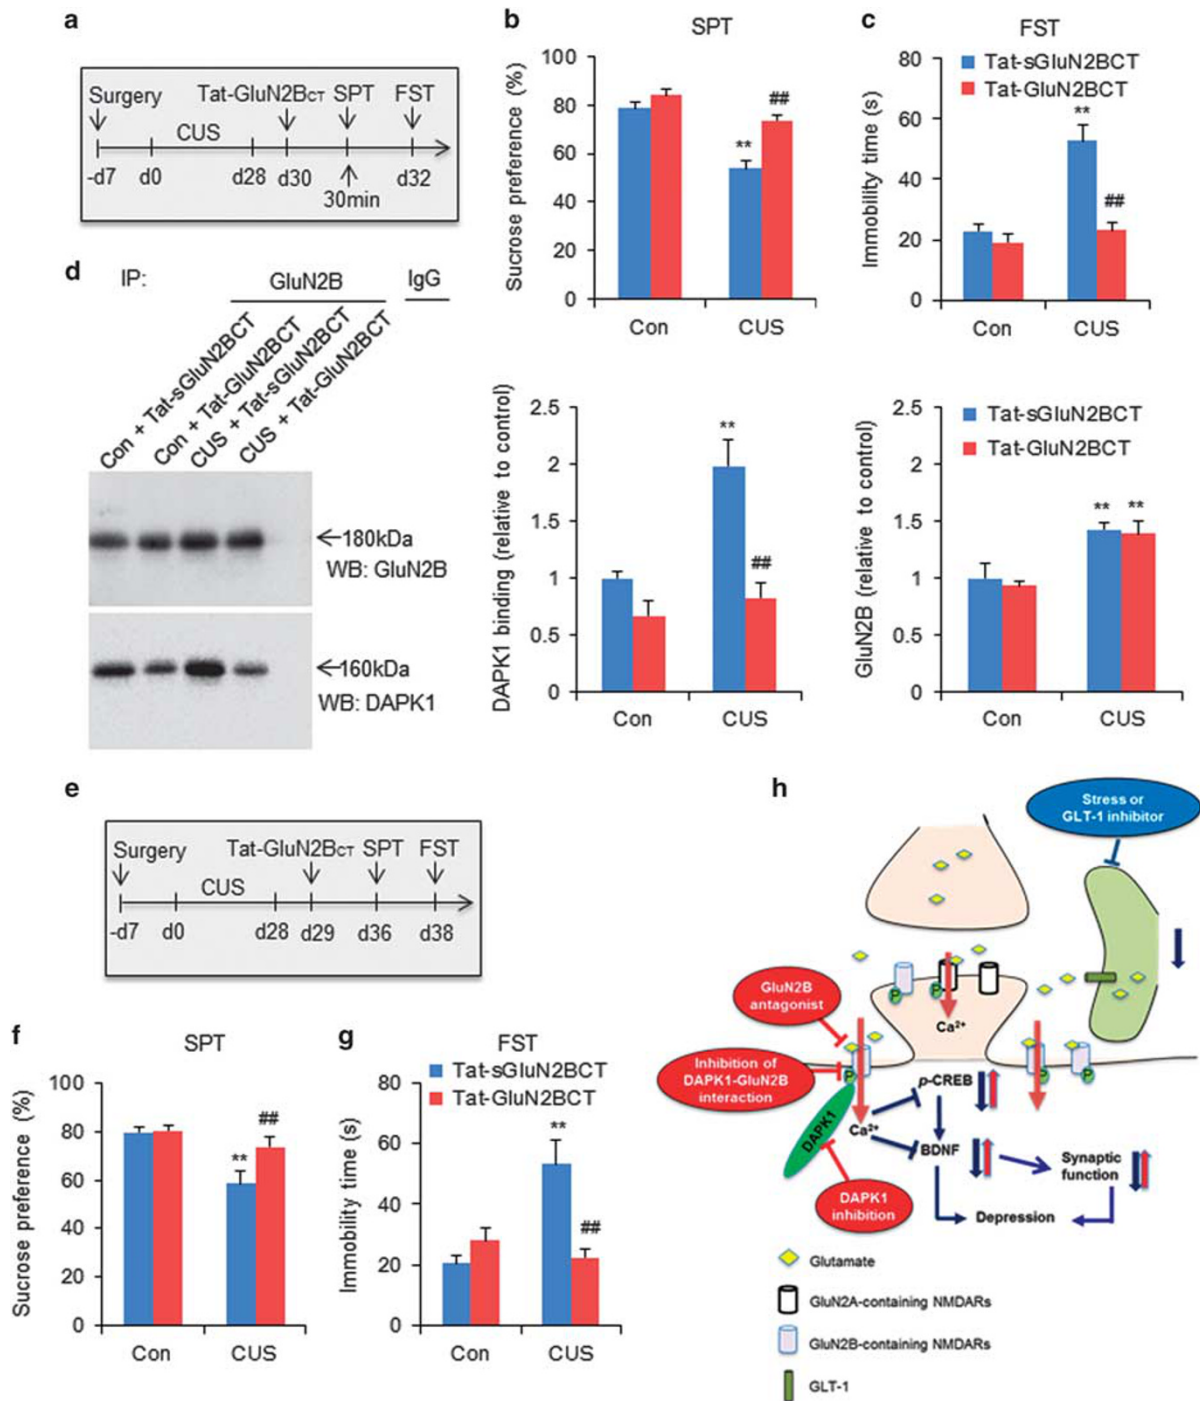 a
Surgery
Tat-GluN2BCT SPT FST
CUS
-d7 d0 d28 d30 d32
30min
b
SPT
Sucrose preference (%)
100
80
60
40
20
0
**
##
Con CUS
c
FST
Immobility time (s)
80
60
40
20
0
Tat-sGluN2BCT
Tat-GluN2BCT
**
##
Con CUS
d
IP: GluN2B IgG
Con + Tat-sGluN2BCT
Con + Tat-GluN2BCT
CUS + Tat-sGluN2BCT
CUS + Tat-GluN2BCT
180kDa
WB: GluN2B
160kDa
WB: DAPK1
DAPK1 binding (relative to control)
2.5
2
1.5
1
0.5
0
**
##
Con CUS
GluN2B (relative to control)
2.5
2
1.5
1
0.5
0
Tat-sGluN2BCT
Tat-GluN2BCT
** **
Con CUS
e
Surgery
Tat-GluN2BCT SPT FST
CUS
-d7 d0 d28 d29 d36 d38
f
SPT
Sucrose preference (%)
100
80
60
40
20
0
**
##
Con CUS
g
FST
Immobility time (s)
80
60
40
20
0
Tat-sGluN2BCT
Tat-GluN2BCT
**
##
Con CUS
h
Stress or
GLT-1 inhibitor
GluN2B
antagonist
P
P
Ca2+
Inhibition of
DAPK1-GluN2B
interaction
P
P
P
p-CREB
DAPK1
Ca2+
BDNF
Synaptic
function
DAPK1
inhibition
Depression
Glutamate
GluN2A-containing NMDARs
GluN2B-containing NMDARs
GLT-1